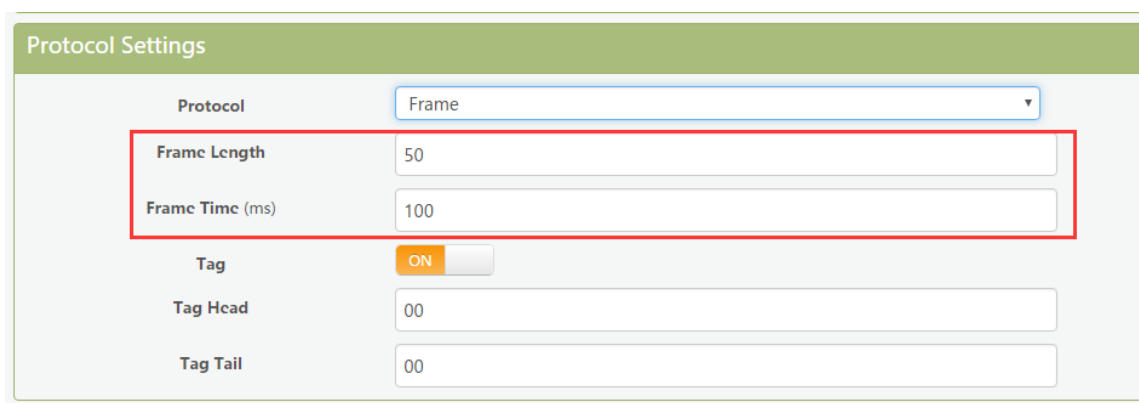 Protocol Settings
Protocol Frame
Frame Length 50
Frame Time (ms) 100
Tag ON
Tag Head 00
Tag Tail 00